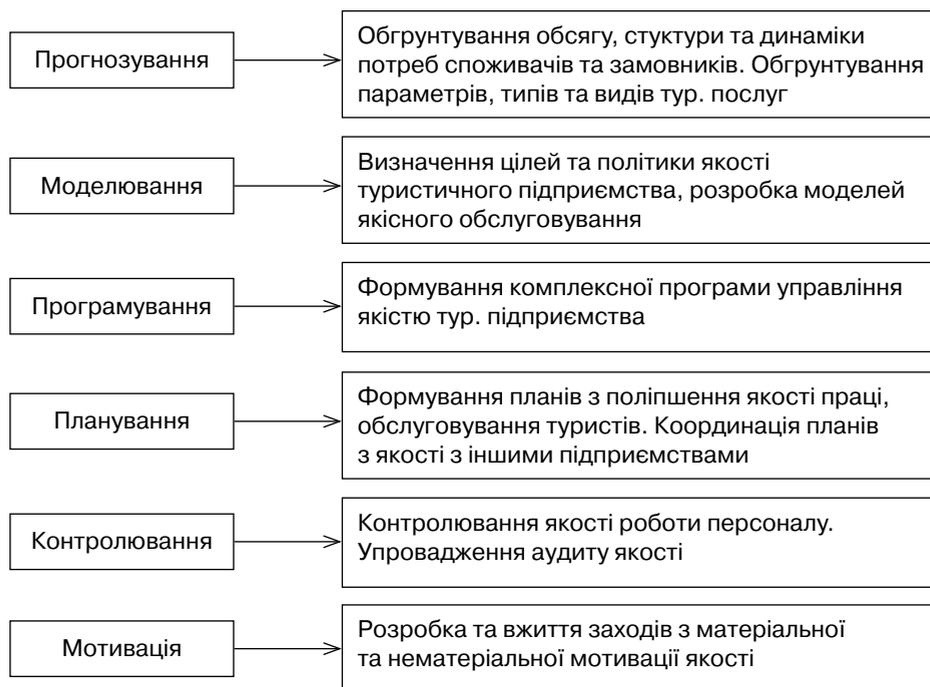 Прогнозування
Обгрунтування обсягу, стуктури та динаміки
потреб споживачів та замовників. Обгрунтування
параметрів, типів та видів тур. послуг
Моделювання
Визначення цілей та політики якості
туристичного підприємства, розробка моделей
якісного обслуговування
Програмування
Формування комплексної програми управління
якістю тур. підприємства
Планування
Формування планів з поліпшення якості праці,
обслуговування туристів. Координація планів
з якості з іншими підприємствами
Контролювання
Контролювання якості роботи персоналу.
Упровадження аудиту якості
Мотивація
Розробка та вжиття заходів з матеріальної
та нематеріальної мотивації якості